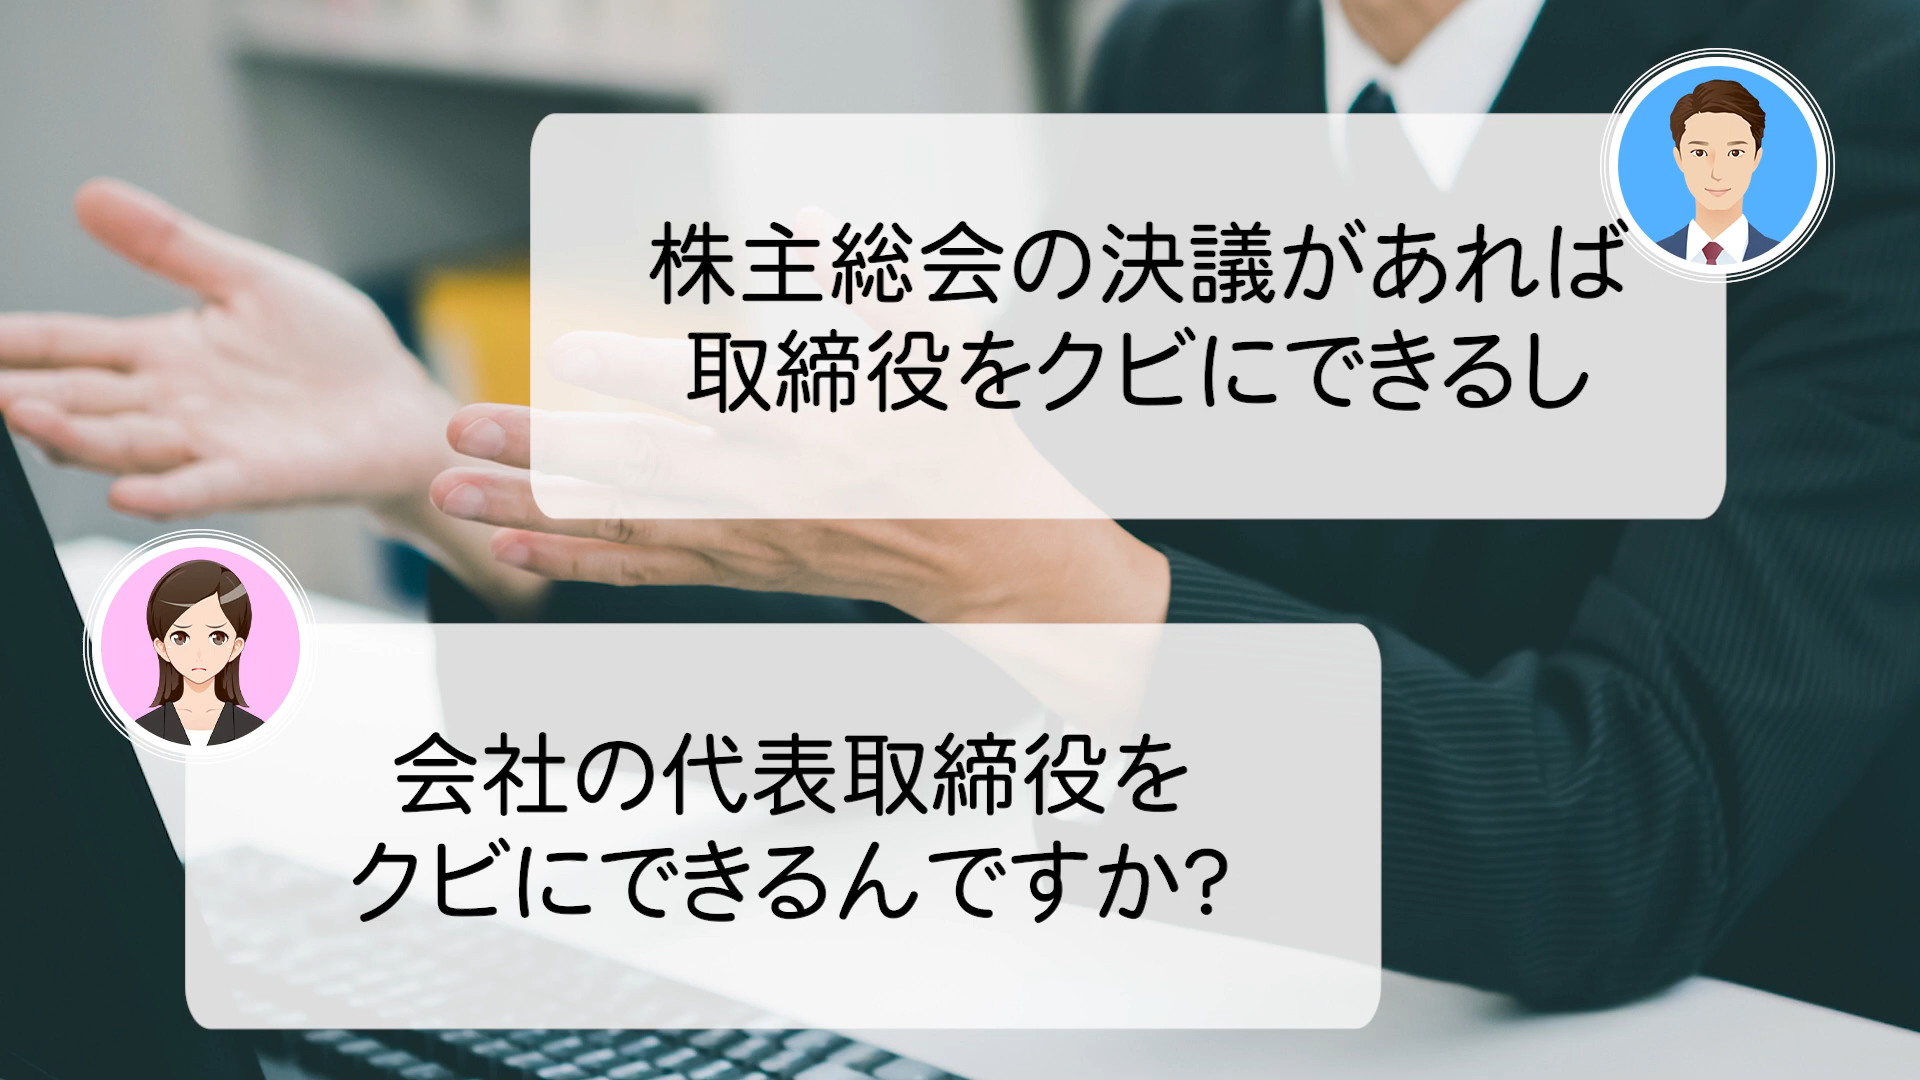 株主総会の決議があれば
取締役をクビにできるし
会社の代表取締役を
クビにできるんですか?